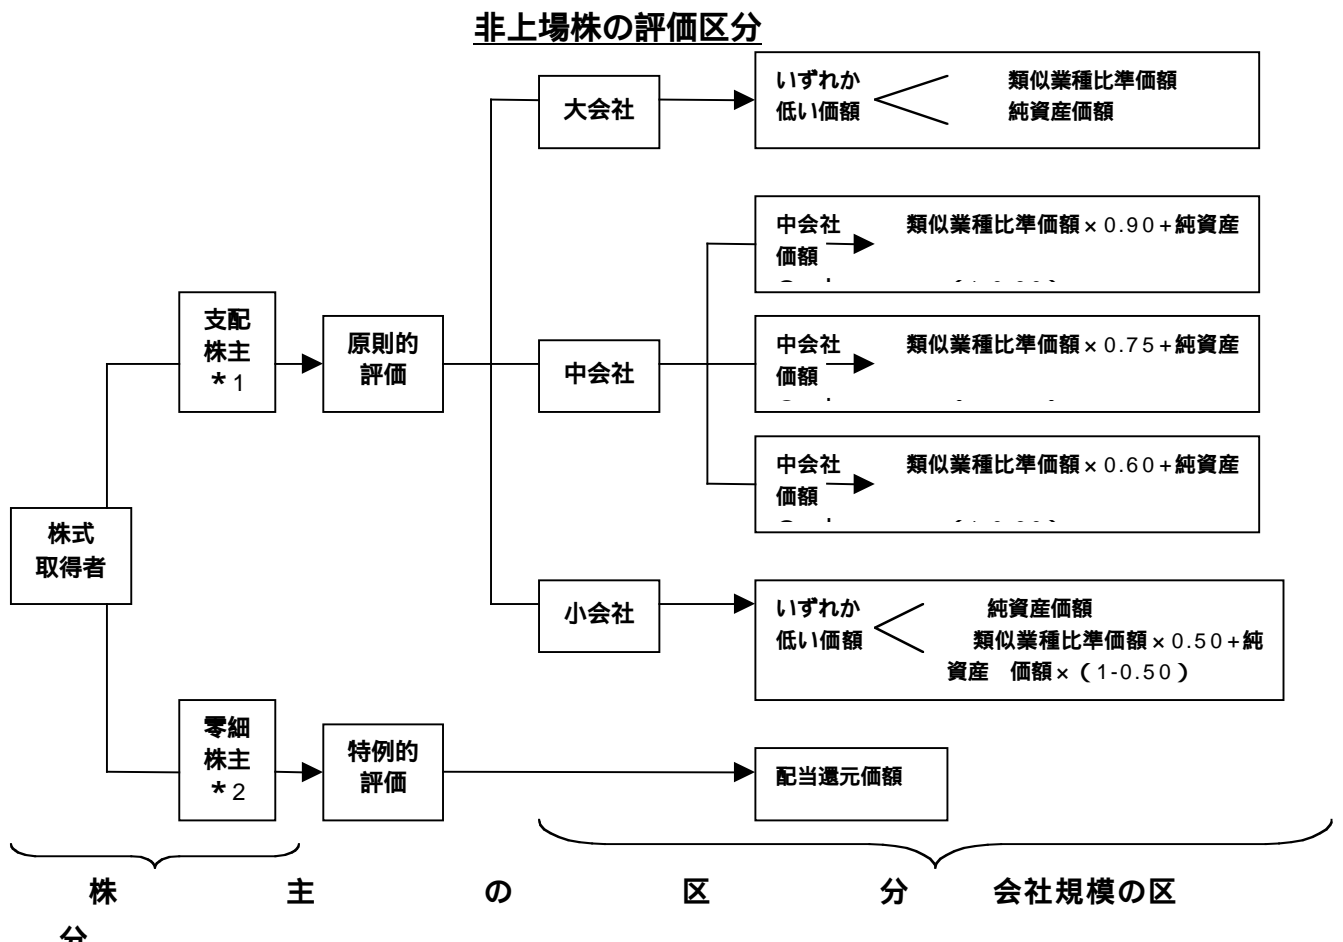 非上場株の評価区分
大会社
いずれか
低い価額
類似業種比準価額
純資産価額
中会社 類似業種比準価額×0.90+純資産
価額
支配
株主
*1
原則的
評価
中会社
中会社 類似業種比準価額×0.75+純資産
価額
中会社 類似業種比準価額×0.60+純資産
価額
株式
取得者
小会社
いずれか
低い価額
純資産価額
類似業種比準価額×0.50+純
資産 価額×(1-0.50)
零細
株主
*2
特例的
評価
配当還元価額
株 主 の 区 分 会社規模の区
分